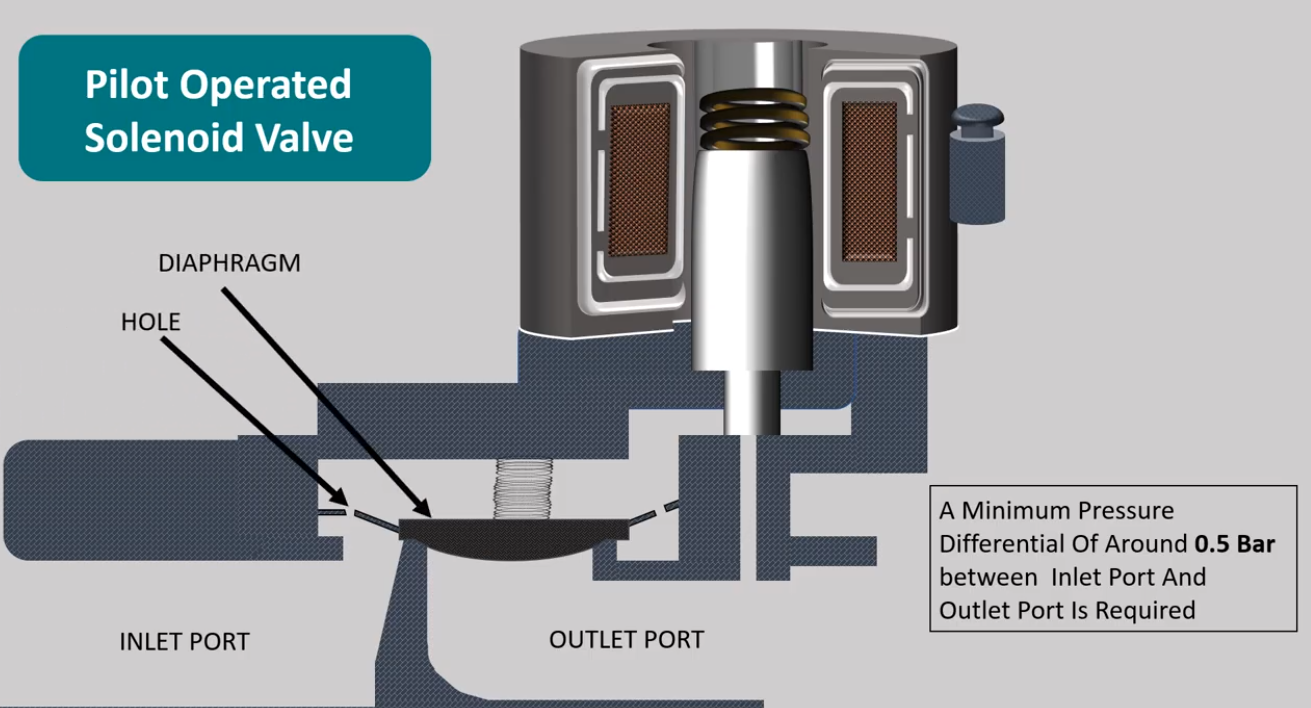 Pilot Operated
Solenoid Valve
DIAPHRAGM
HOLE
A Minimum Pressure
Differential Of Around 0.5 Bar
between Inlet Port And
Outlet Port Is Required
INLET PORT
OUTLET PORT